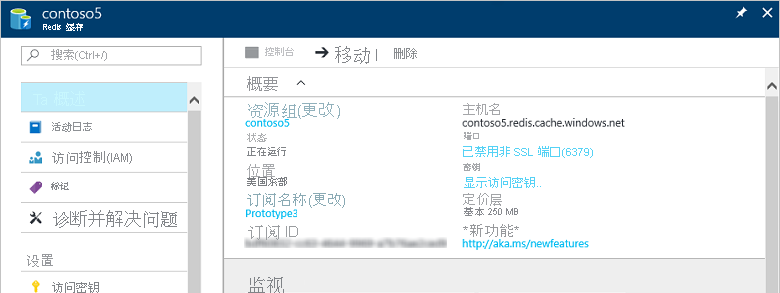 contoso5
Redis 缓存
搜索(Ctrl+/)
概述
活动日志
访问控制(IAM)
标记
诊断并解决问题
设置
访问密钥
控制台
移动
删除
概要
资源组(更改)
contoso5
状态
正在运行
位置
美国东部
订阅名称(更改)
Prototype3
订阅 ID
主机名
contoso5.redis.cache.windows.net
端口
已禁用非 SSL 端口(6379)
密钥
显示访问密钥..
定价层
基本 250 MB
*新功能*
http://aka.ms/newfeatures
监视